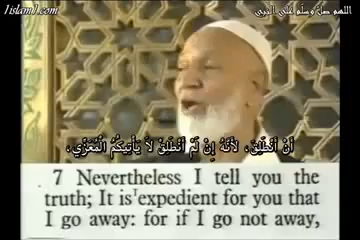 1islam1.com
اللهم صل وسلم على النبي
أَنْ أَنْطَلِقَ، لأَنَّهُ إِنْ لَمْ أَنْطَلِقْ لاَ يَأْتِيكُمُ الْمُعَزِّي،
7 Nevertheless I tell you the
truth; It is expedient for you that
I go away: for if I go not away,